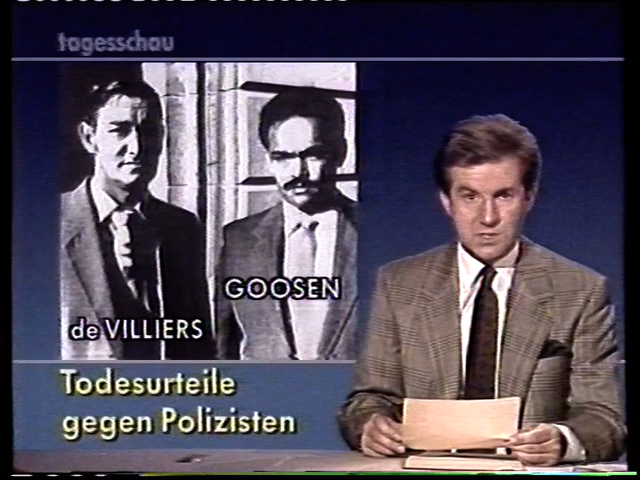 tagesschau
GOOSEN
de VILLIERS
Todesurteile
gegen Polizisten